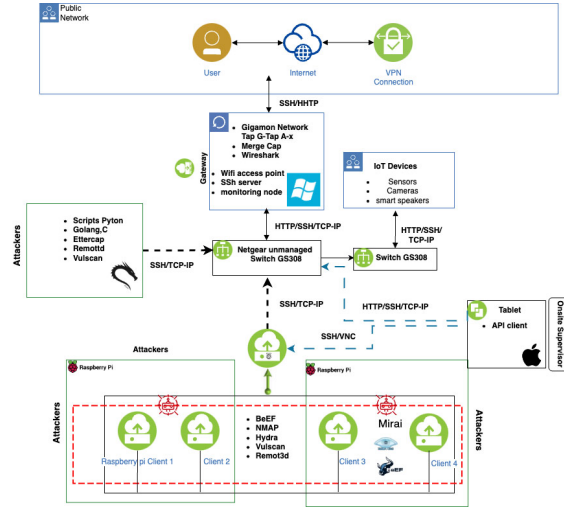 Public
Network
User
Internet
VPN
Connection
SSH/HHTP
Gigamon Network
Tap G-Tap A-x
Merge Cap
Wireshark
Wifi access point
SSh server
monitoring node
Gateway
IoT Devices
Sensors
Cameras
smart speakers
HTTP/SSH/TCP-IP
HTTP/SSH/
TCP-IP
Attackers
Scripts Pyton
Golang,C
Ettercap
Remottd
Vulscan
SSH/TCP-IP
Netgear unmanaged
Switch GS308
Switch GS308
SSH/TCP-IP
HTTP/SSH/TCP-IP
SSH/VNC
Tablet
API client
Onsite Supervisor
Attackers
Raspberry Pi
Raspberry Pi
Attackers
BeEF
NMAP
Hydra
Vulscan
Remot3d
Mirai
BeEF
Attackers
Raspberry pi Client 1
Client 2
Client 3
Client 4